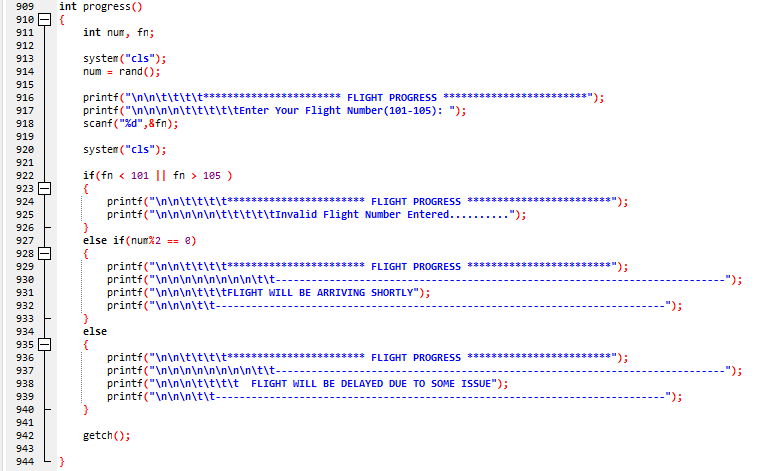 909 int progress()
910 {
911 int num, fn;
912
913 system("cls");
914 num = rand();
915
916 printf("\n\n\t\t\t\t*********************** FLIGHT PROGRESS ************************");
917 printf("\n\n\n\n\t\t\t\t\tEnter Your Flight Number(101-105): ");
918 scanf("%d",&fn);
919
920 system("cls");
921
922 if(fn < 101 || fn > 105 )
923 {
924 printf("\n\n\t\t\t\t*********************** FLIGHT PROGRESS ************************");
925 printf("\n\n\n\n\t\t\t\t\tInvalid Flight Number Entered..........");
926 }
927 else if(num%2 == 0)
928 {
929 printf("\n\n\t\t\t\t*********************** FLIGHT PROGRESS ************************");
930 printf("\n\n\n\n\n\n\n\n\t\t---------------------------------------------------------------------------");
931 printf("\n\n\t\t\tFLIGHT WILL BE ARRIVING SHORTLY");
932 printf("\n\n\n\t\t---------------------------------------------------------------------------");
933 }
934 else
935 {
936 printf("\n\n\t\t\t\t*********************** FLIGHT PROGRESS ************************");
937 printf("\n\n\n\n\n\n\n\n\t\t---------------------------------------------------------------------------");
938 printf("\n\n\t\t\t\t  FLIGHT WILL BE DELAYED DUE TO SOME ISSUE");
939 printf("\n\n\n\t\t---------------------------------------------------------------------------");
940 }
941
942 getch();
943
944 }